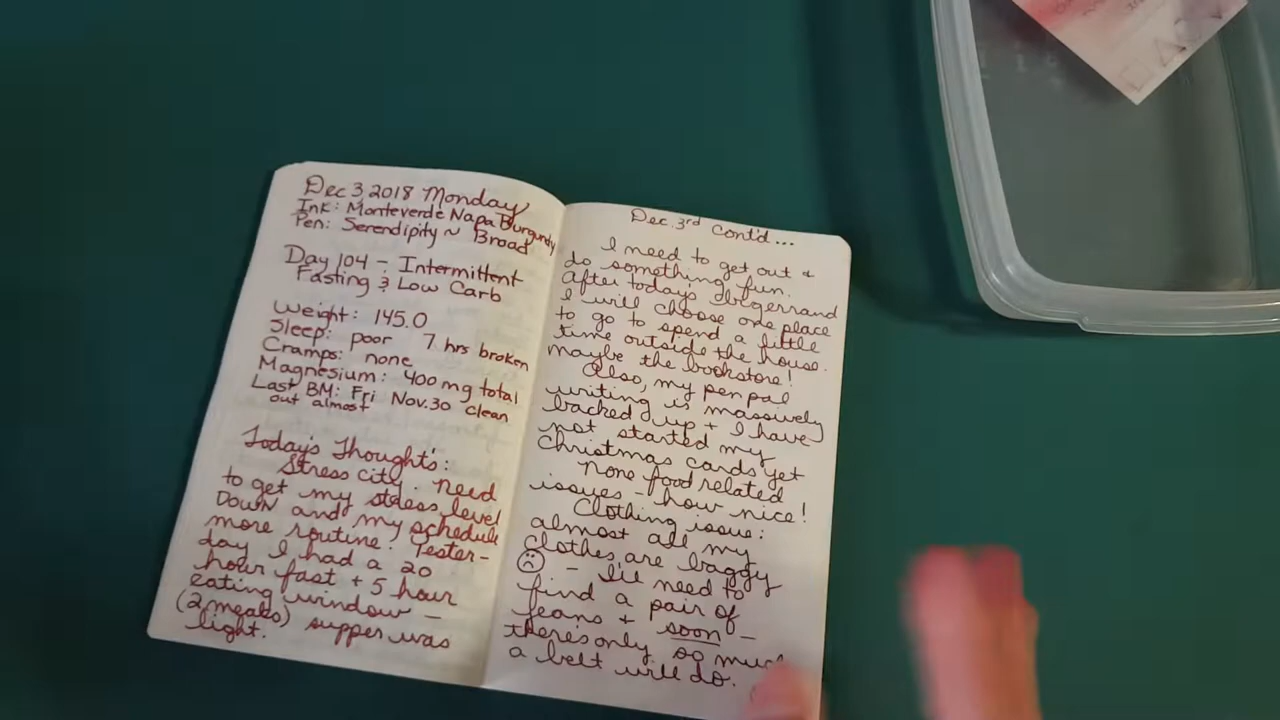 Dec 3, 2018 Monday
Ink: Monteverde Napa Burgundy
Pen: Serendipity ~ Broad
Day 104 - Intermittent
Fasting & Low Carb
Weight: 145.0
Sleep: poor 7 hrs broken
Cramps: none
Magnesium: 400 mg total
Last BM: Fri Nov. 30 clean
out almost
Today's Thought's:
Stress city. Need
to get my stress level
DOWN and my schedule
more routine. Yester-
day I had a 20
hour fast + 5 hour
eating window -
(2 meals) supper was
light.
Dec. 3rd Cont'd...
I need to get out +
do something fun.
After today's
I will choose one place
to go to spend a little
time outside the house.
maybe the bookstore!
Also, my pen pal
writing is massively
backed up + I have
not started my
Christmas cards yet
None food related
issues - how nice!
Clothing issue:
almost all my
clothes are baggy
☹ - I'll need to
find a pair of
jeans + soon -
theres only so much
a belt will do.